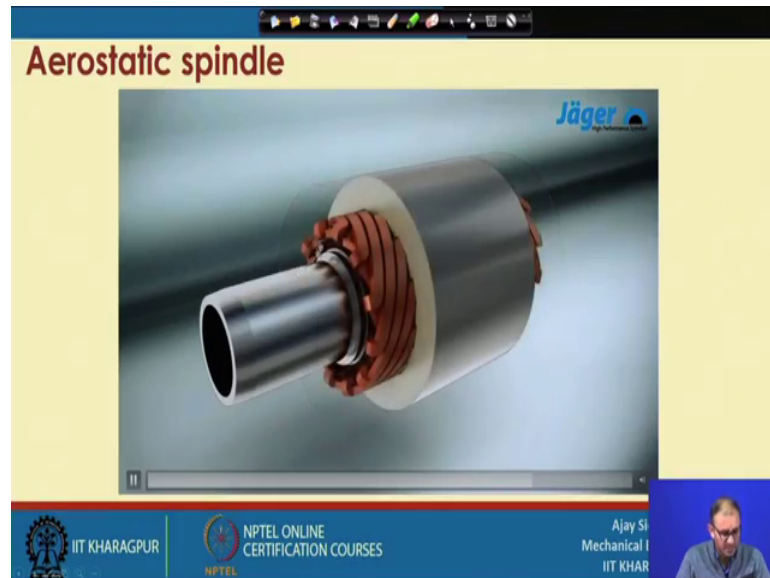 Aerostatic spindle
Jäger
IIT KHARAGPUR
NPTEL
NPTEL ONLINE
CERTIFICATION COURSES
Ajay Si
Mechanical
IIT KHAR